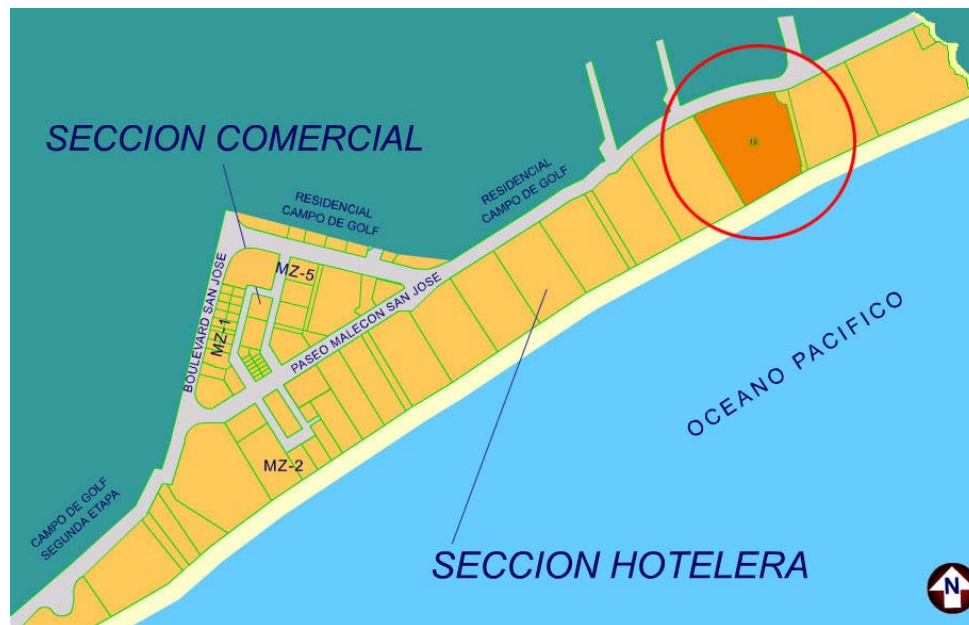 SECCION COMERCIAL
RESIDENCIAL
CAMPO DE GOLF
RESIDENCIAL
CAMPO DE GOLF
12
MZ-5
BOULEVARD SAN JOSE
MZ-1
PASEO MALECON SAN JOSE
OCEANO PACIFICO
MZ-2
CAMPO DE GOLF
SEGUNDA ETAPA
SECCION HOTELERA
N